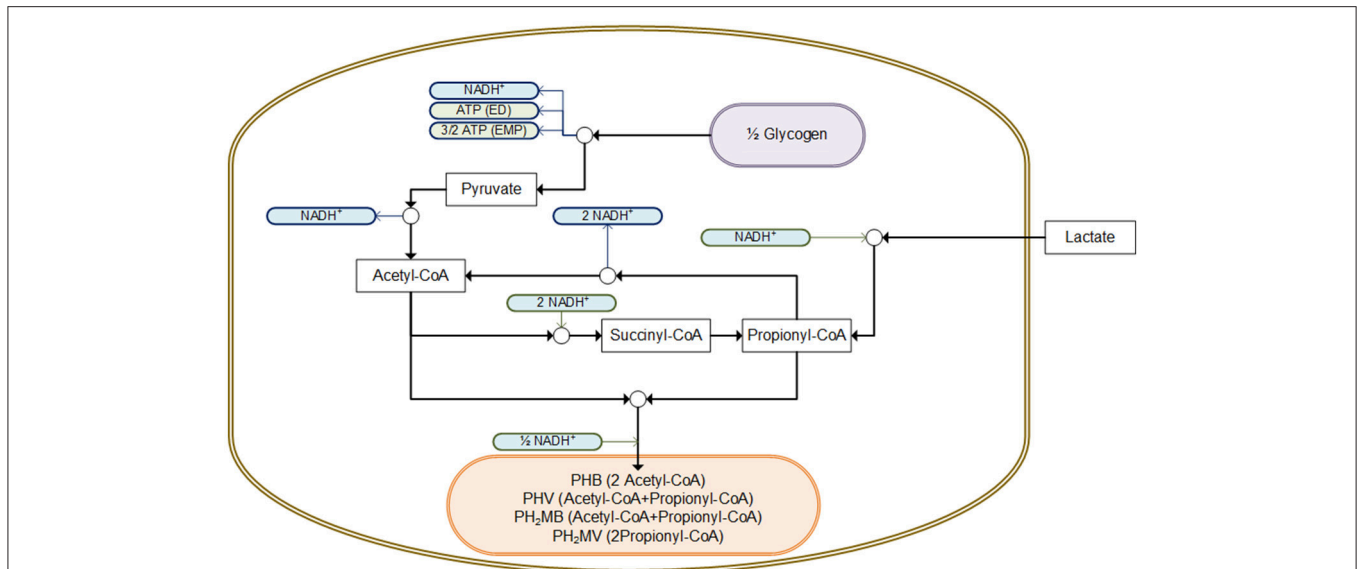 NADH⁺
ATP (ED)
3/2 ATP (EMP)
½ Glycogen
Pyruvate
NADH⁺
2 NADH⁺
NADH⁺
Lactate
Acetyl-CoA
2 NADH⁺
Succinyl-CoA
Propionyl-CoA
½ NADH⁺
PHB (2 Acetyl-CoA)
PHV (Acetyl-CoA+Propionyl-CoA)
PH₂MB (Acetyl-CoA+Propionyl-CoA)
PH₂MV (2Propionyl-CoA)